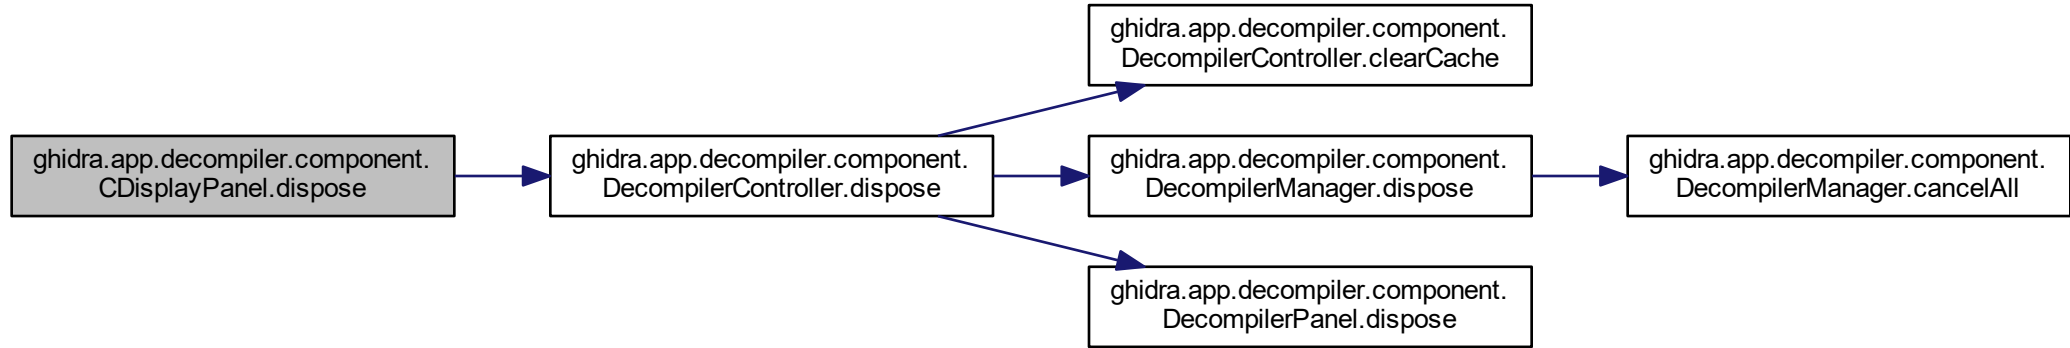 ghidra.app.decompiler.component.
CDisplayPanel.dispose
ghidra.app.decompiler.component.
DecompilerController.dispose
ghidra.app.decompiler.component.
DecompilerController.clearCache
ghidra.app.decompiler.component.
DecompilerManager.dispose
ghidra.app.decompiler.component.
DecompilerPanel.dispose
ghidra.app.decompiler.component.
DecompilerManager.cancelAll